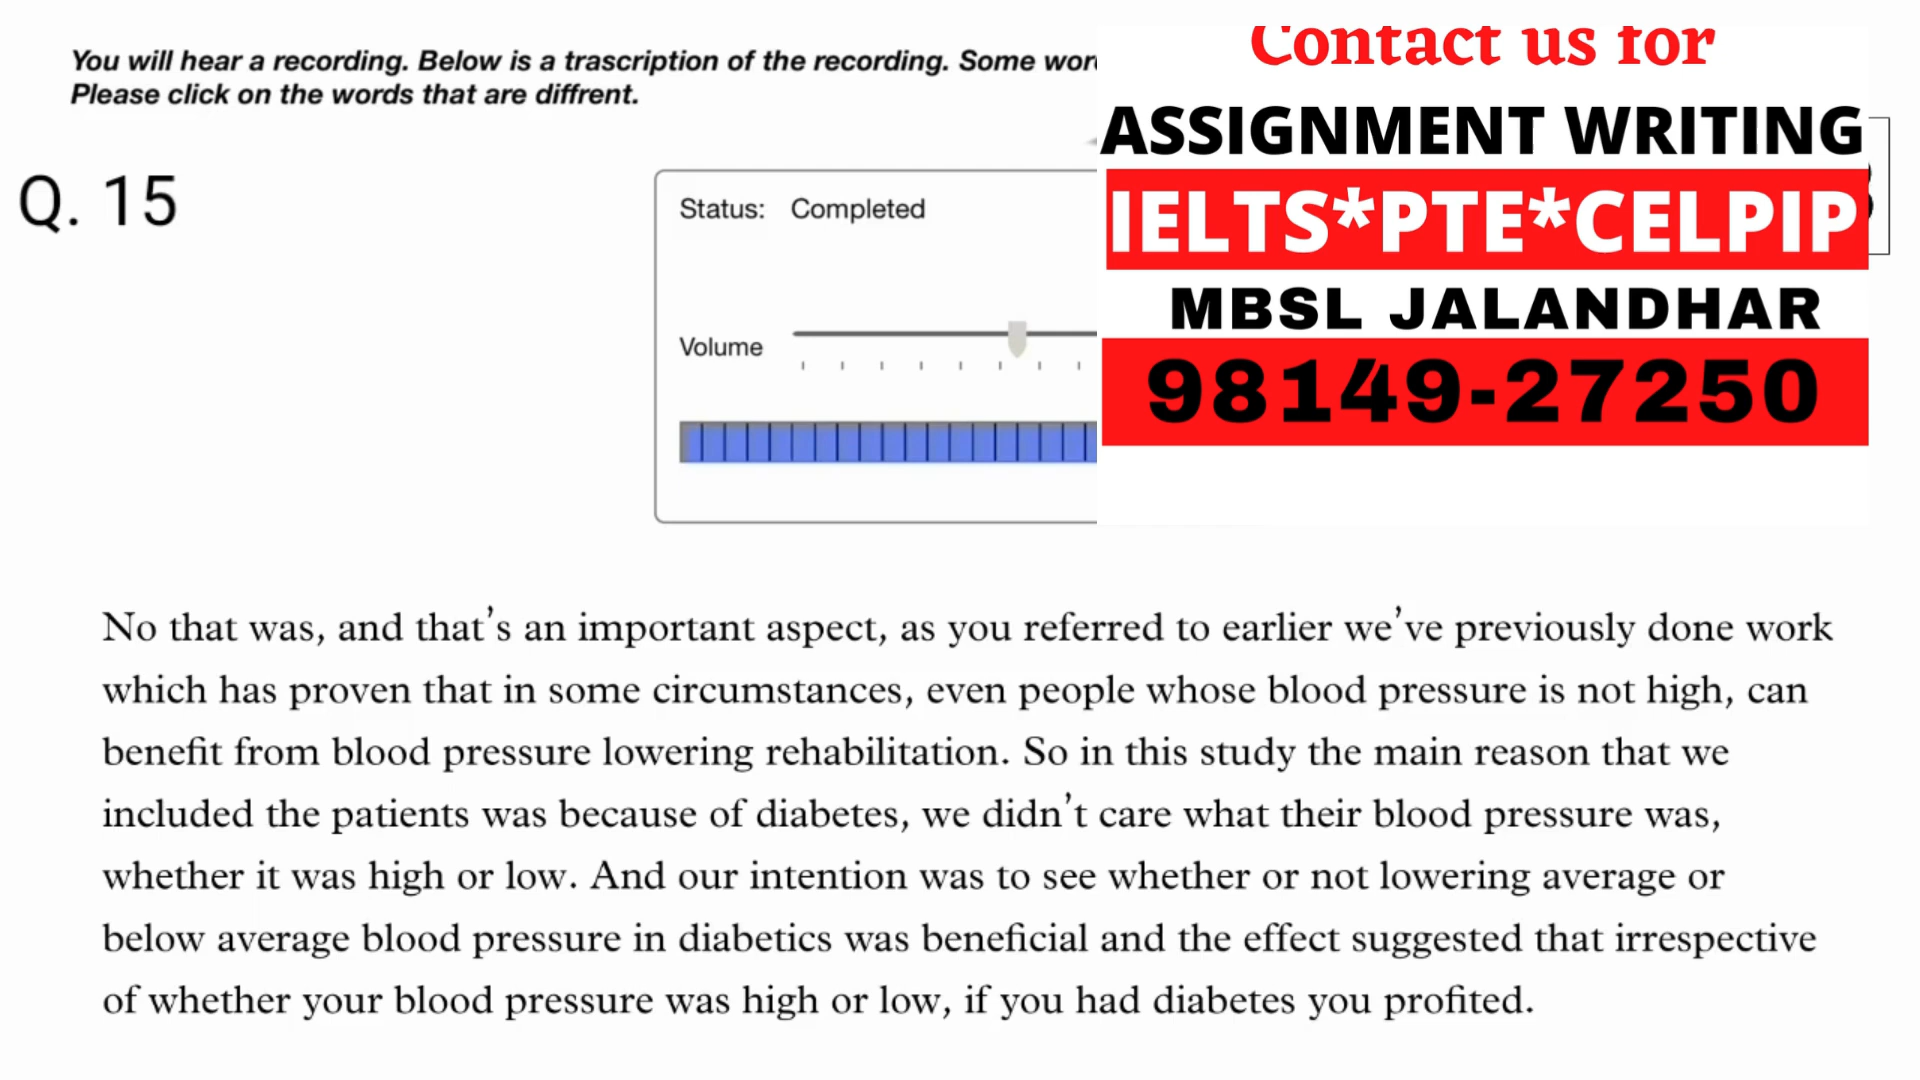 You will hear a recording. Below is a trascription of the recording. Some wor
Please click on the words that are diffrent.
Contact us for
ASSIGNMENT WRITING
IELTS*PTE*CELPIP
MBSL JALANDHAR
98149-27250
Q. 15
Status: Completed
Volume
No that was, and that's an important aspect, as you referred to earlier we've previously done work
which has proven that in some circumstances, even people whose blood pressure is not high, can
benefit from blood pressure lowering rehabilitation. So in this study the main reason that we
included the patients was because of diabetes, we didn't care what their blood pressure was,
whether it was high or low. And our intention was to see whether or not lowering average or
below average blood pressure in diabetics was beneficial and the effect suggested that irrespective
of whether your blood pressure was high or low, if you had diabetes you profited.